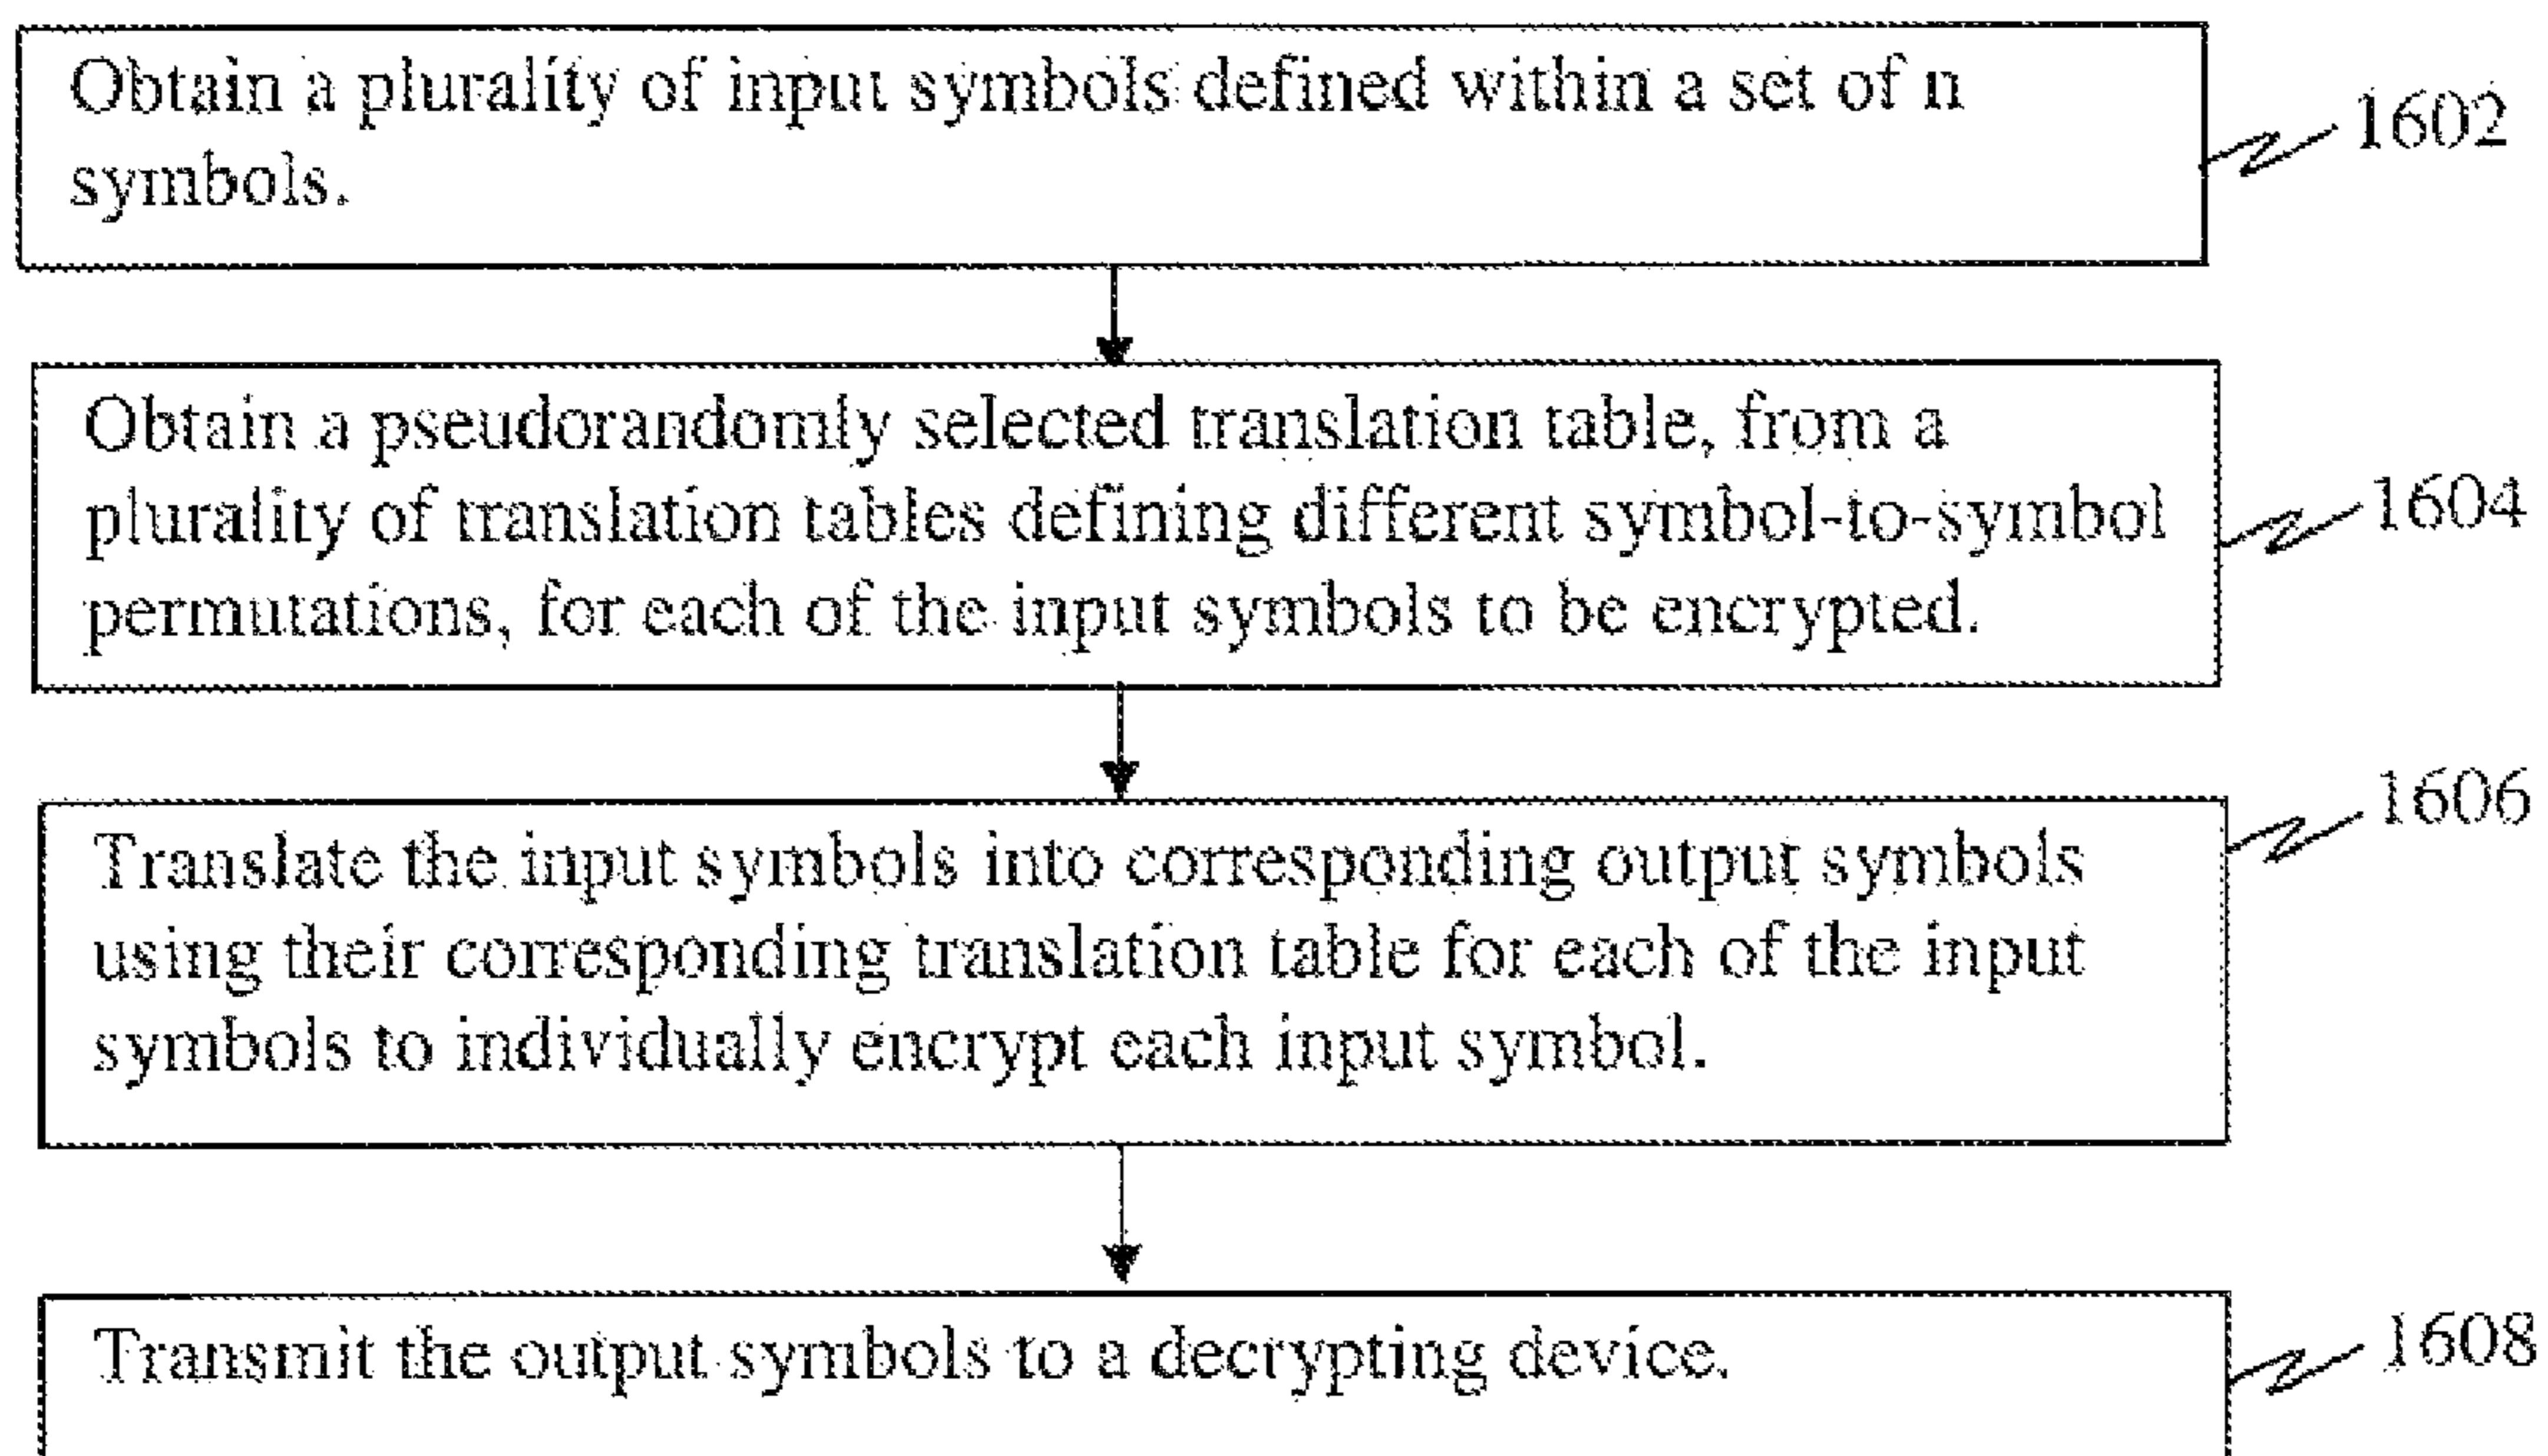 Obtain a plurality of input symbols defined within a set of n
symbols.
1602
Obtain a pseudorandomly selected translation table, from a
plurality of translation tables defining different symbol-to-symbol
permutations, for each of the input symbols to be encrypted.
1604
Translate the input symbols into corresponding output symbols
using their corresponding translation table for each of the input
symbols to individually encrypt each input symbol.
1606
Transmit the output symbols to a decrypting device.
1608